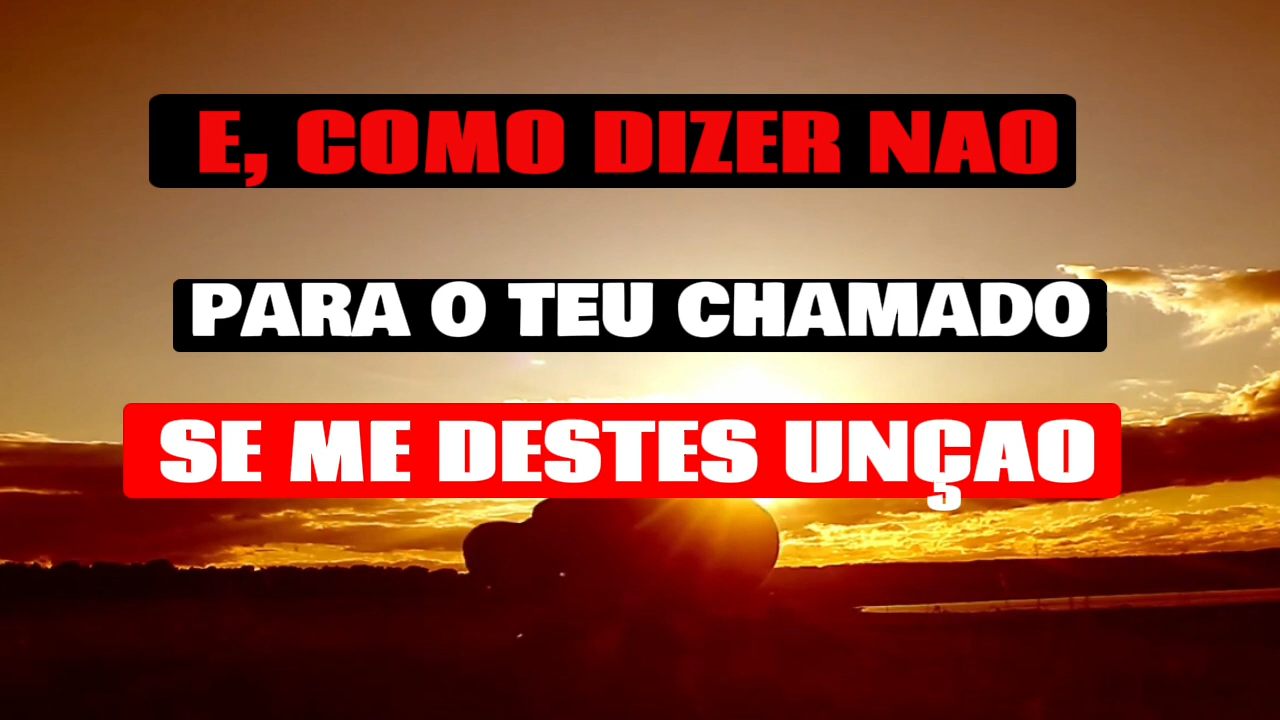 E, COMO DIZER NAO
PARA O TEU CHAMADO
SE ME DESTES UNÇAO